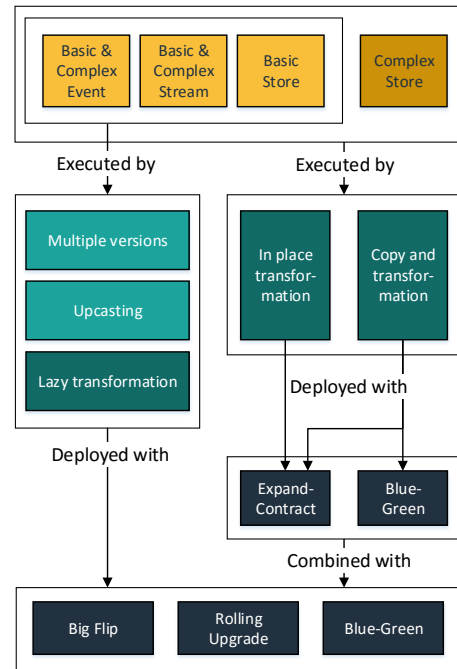 Basic &
Complex
Event
Basic &
Complex
Stream
Basic
Store
Complex
Store
Executed by
Executed by
Multiple versions
Upcasting
Lazy transformation
In place
transfor-
mation
Copy and
transfor-
mation
Deployed with
Deployed with
Expand-
Contract
Blue-
Green
Combined with
Big Flip
Rolling
Upgrade
Blue-Green